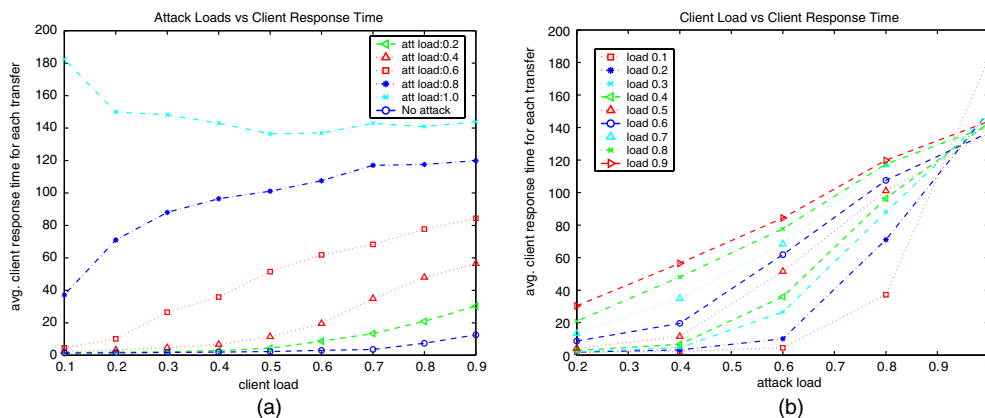 Attack Loads vs Client Response Time
avg. client response time for each transfer
200
180
160
140
120
100
80
60
40
20
0
att load:0.2
att load:0.4
att load:0.6
att load:0.8
att load:1.0
No attack
0.1 0.2 0.3 0.4 0.5 0.6 0.7 0.8 0.9
client load
(a)
Client Load vs Client Response Time
avg. client response time for each transfer
200
180
160
140
120
100
80
60
40
20
0
load 0.1
load 0.2
load 0.3
load 0.4
load 0.5
load 0.6
load 0.7
load 0.8
load 0.9
0.2 0.3 0.4 0.5 0.6 0.7 0.8 0.9
attack load
(b)